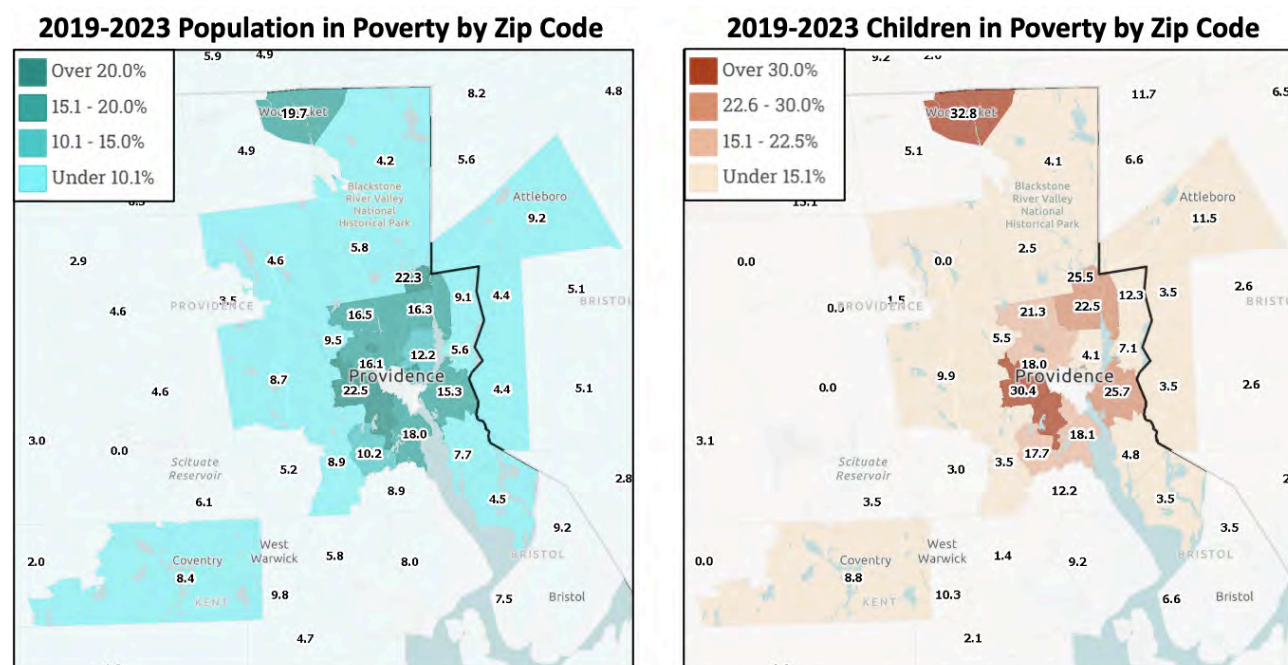 2019-2023 Population in Poverty by Zip Code
Over 20.0%
15.1 - 20.0%
10.1 - 15.0%
Under 10.1%
5.9
4.9
8.2
4.8
19.7
4.9
4.2
5.6
Blackstone
River Valley
National
Historical Park
Attleboro
9.2
5.8
2.9
4.6
22.3
9.1
4.4
5.1
BRISTOL
PROVIDENCE
3.5
4.6
16.5
16.3
9.5
12.2
5.6
16.1
Providence
8.7
22.5
15.3
4.4
5.1
4.6
3.0
0.0
18.0
10.2
7.7
8.9
Scituate
Reservoir
5.2
6.1
8.9
4.5
2.8
9.2
West
Warwick
5.8
8.0
BRISTOL
2.0
Coventry
8.4
KENT
9.8
7.5
Bristol
4.7
2019-2023 Children in Poverty by Zip Code
Over 30.0%
22.6 - 30.0%
15.1 - 22.5%
Under 15.1%
9.2
11.7
6.5
32.8
5.1
4.1
6.6
Blackstone
River Valley
National
Historical Park
Attleboro
11.5
2.5
0.0
0.0
25.5
12.3
3.5
2.6
PROVIDENCE
1.5
21.3
22.5
5.5
4.1
7.1
18.0
Providence
9.9
30.4
25.7
3.5
2.6
0.0
3.1
18.1
17.7
4.8
3.5
Scituate
Reservoir
3.0
3.5
12.2
3.5
3.5
West
Warwick
1.4
9.2
BRISTOL
0.0
Coventry
8.8
KENT
10.3
6.6
Bristol
2.1